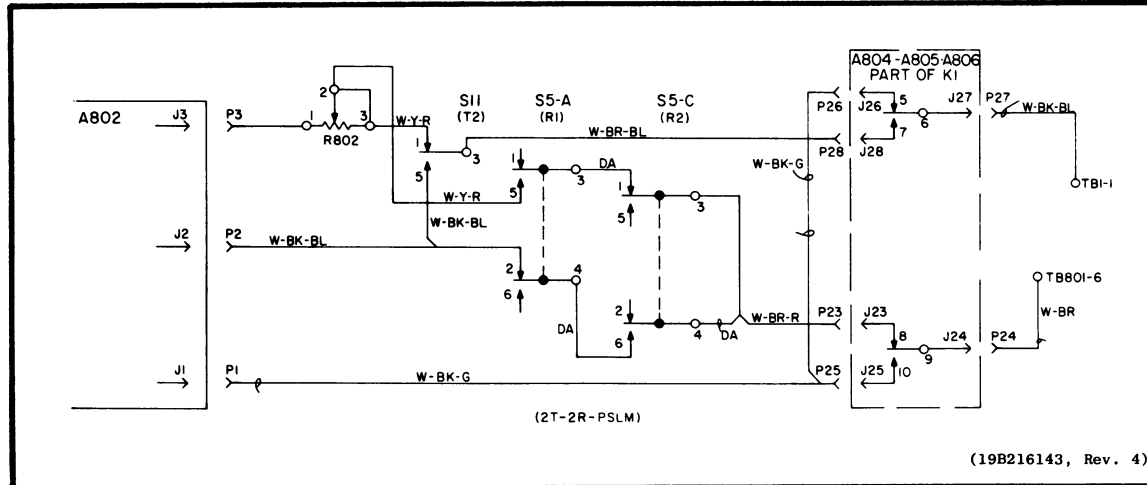 A804-A805-A806
PART OF K1
A802
J3
P3
1
2
3
R802
W-Y-R
S11
(T2)
S5-A
(R1)
S5-C
(R2)
W-BR-BL
P26
J26
5
6
7
J27
P27
W-BK-BL
P28
J28
1
3
5
W-Y-R
W-BK-BL
1
3
5
DA
1
3
5
W-BK-G
TB1-1
J2
P2
W-BK-BL
2
4
6
DA
2
4
6
DA
W-BR-R
P23
J23
8
9
10
J24
P24
TB801-6
W-BR
J1
P1
W-BK-G
P25
J25
(2T-2R-PSLM)
(19B216143, Rev. 4)